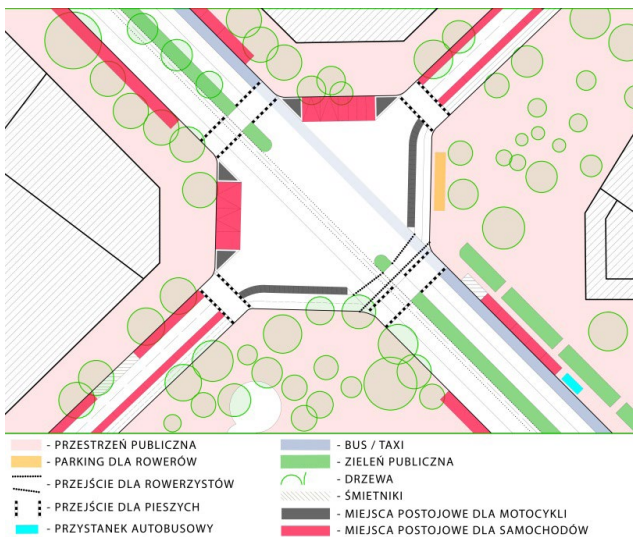 - PRZESTRZEŃ PUBLICZNA
- PARKING DLA ROWERÓW
- PRZEJŚCIE DLA ROWERZYSTÓW
- PRZEJŚCIE DLA PIESZYCH
- PRZYSTANEK AUTOBUSOWY
- BUS / TAXI
- ZIELEŃ PUBLICZNA
- DRZEWA
- ŚMIETNIKI
- MIEJSCA POSTOJOWE DLA MOTOCYKLI
- MIEJSCA POSTOJOWE DLA SAMOCHODÓW